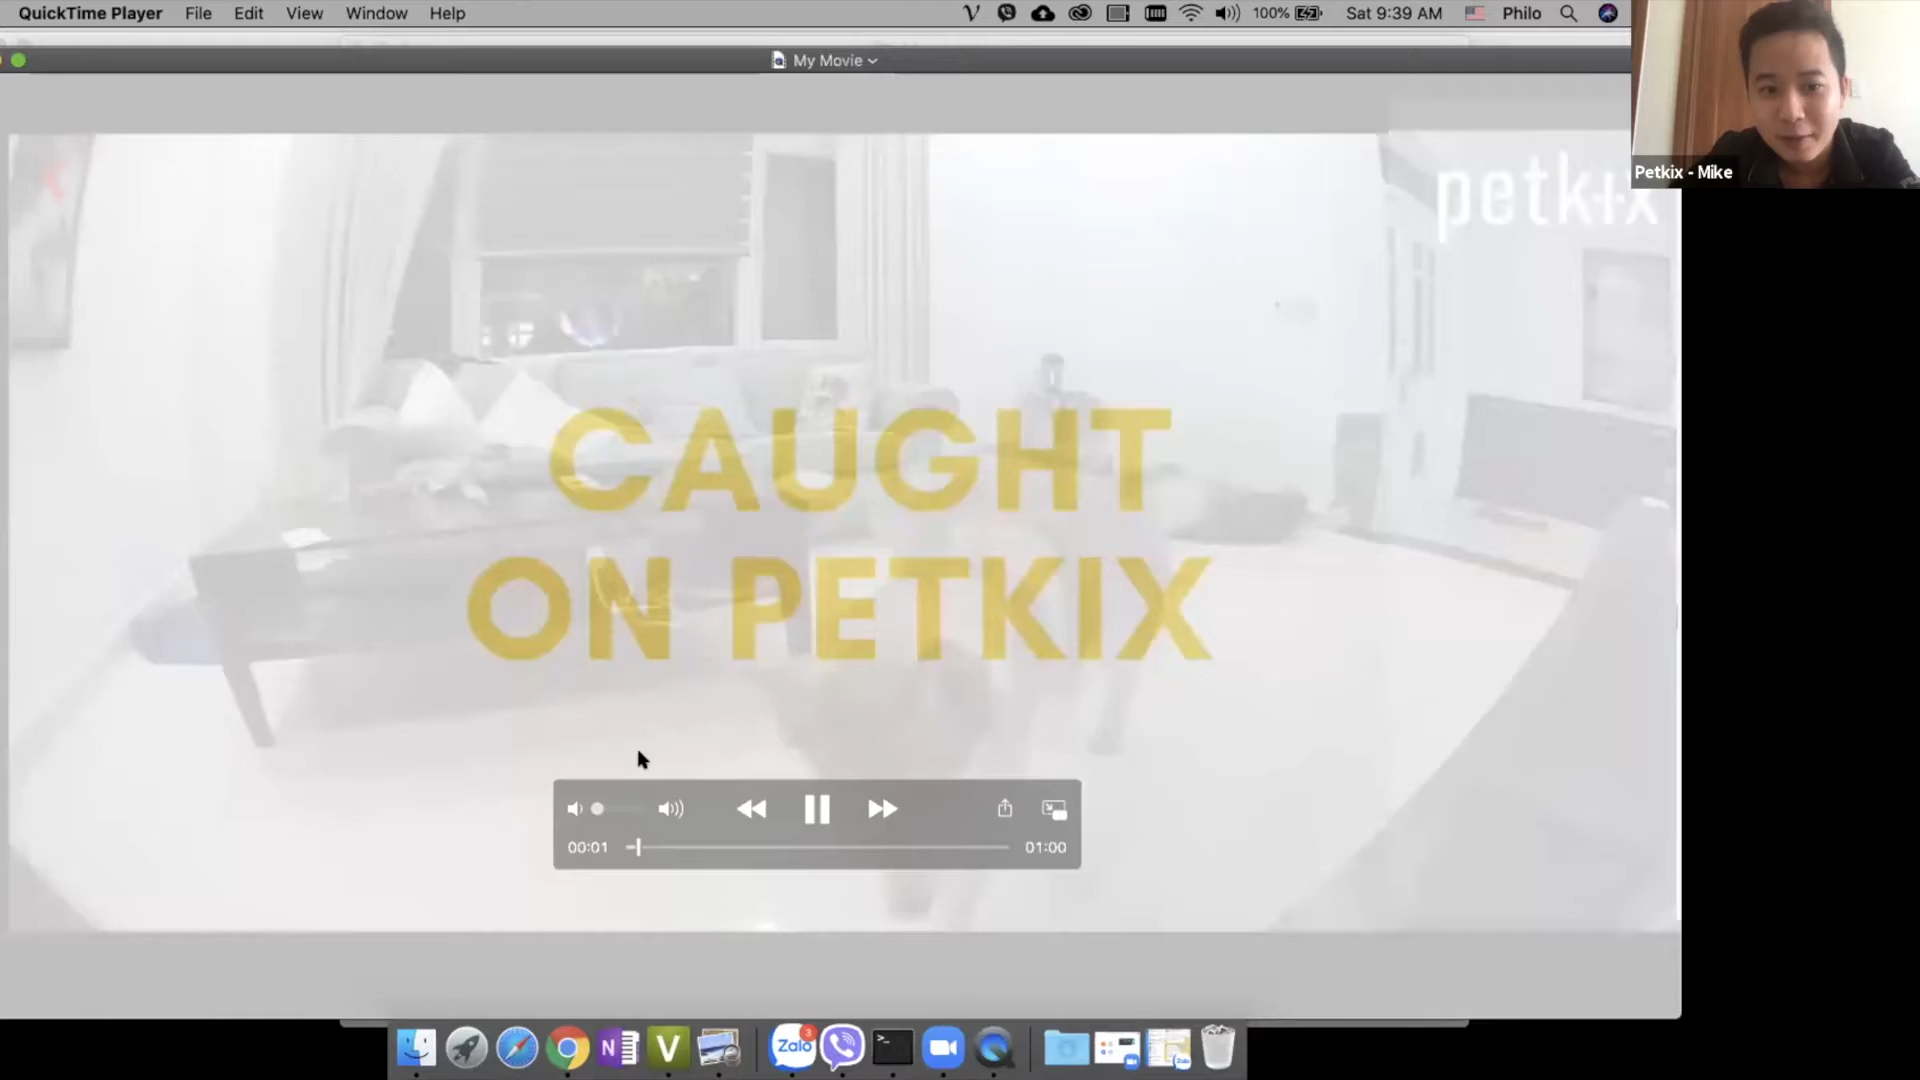 QuickTime Player File Edit View Window Help V 100% Sat 9:39 AM Philo
My Movie
Petkix - Mike
petkix
CAUGHT
ON PETKIX
00:01 01:00
N V Zalo 3